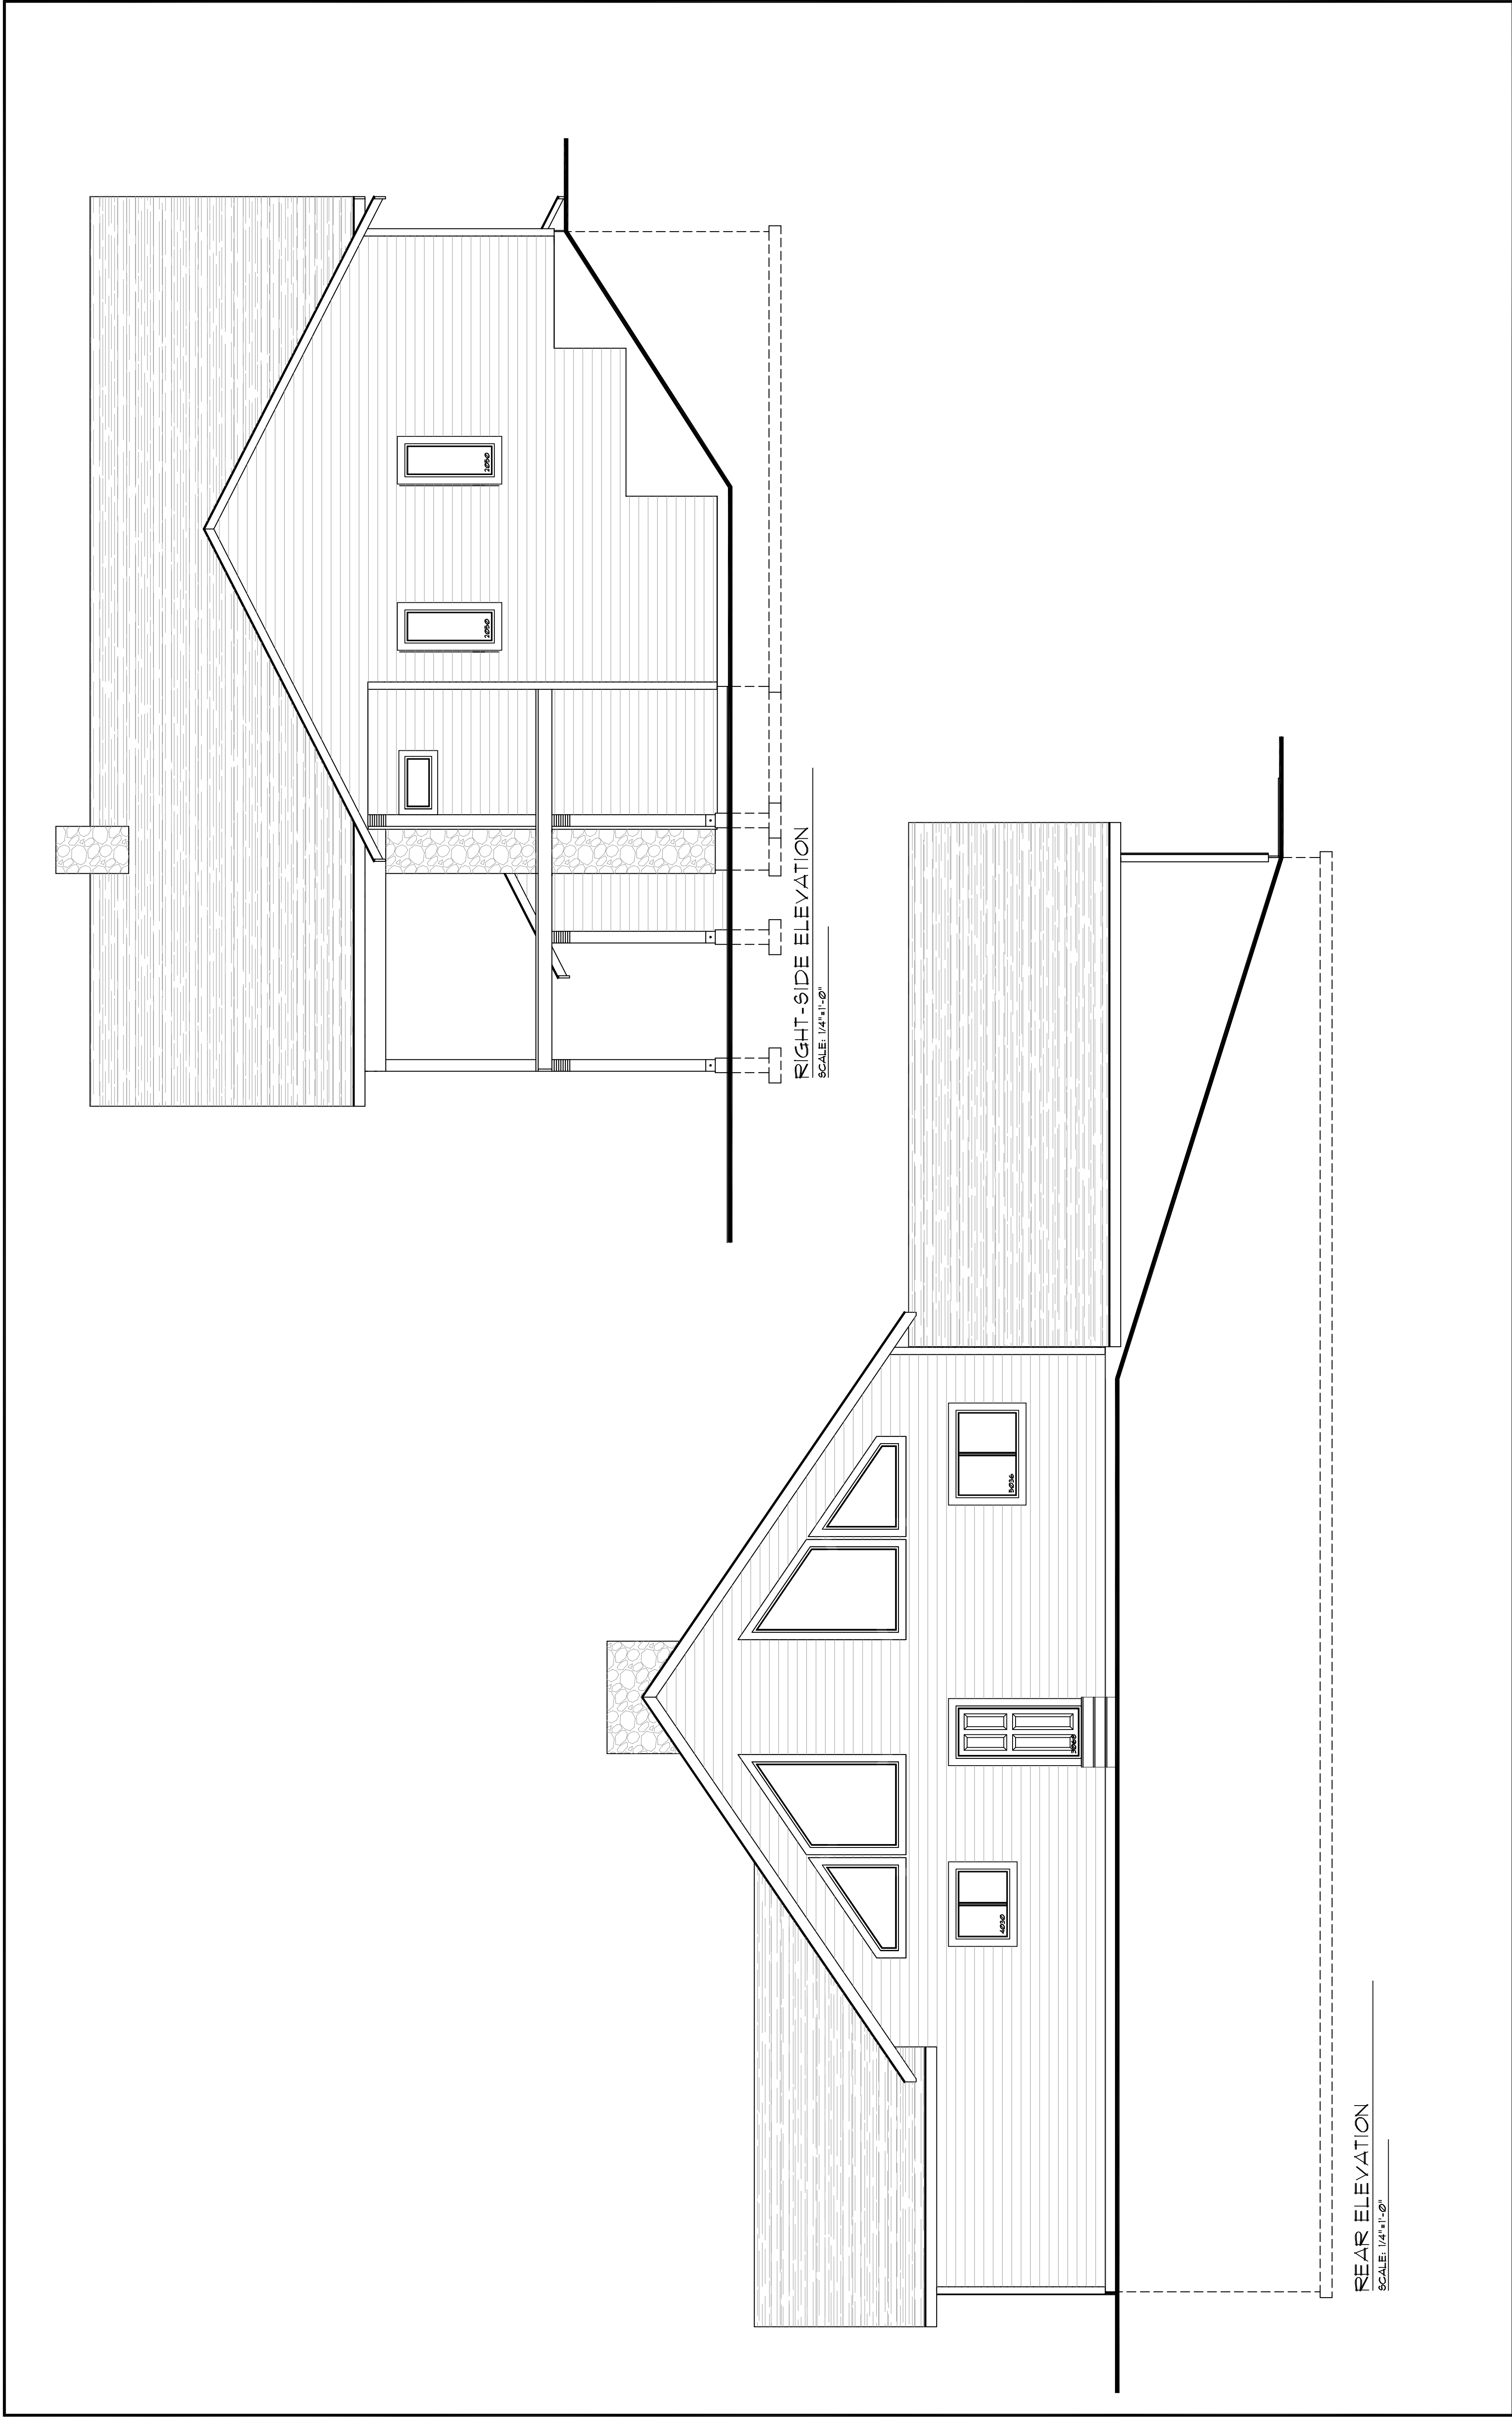 2050
2050
RIGHT-SIDE ELEVATION
SCALE: 1/4"=1'-0"
4030
3068
5036
REAR ELEVATION
SCALE: 1/4"=1'-0"